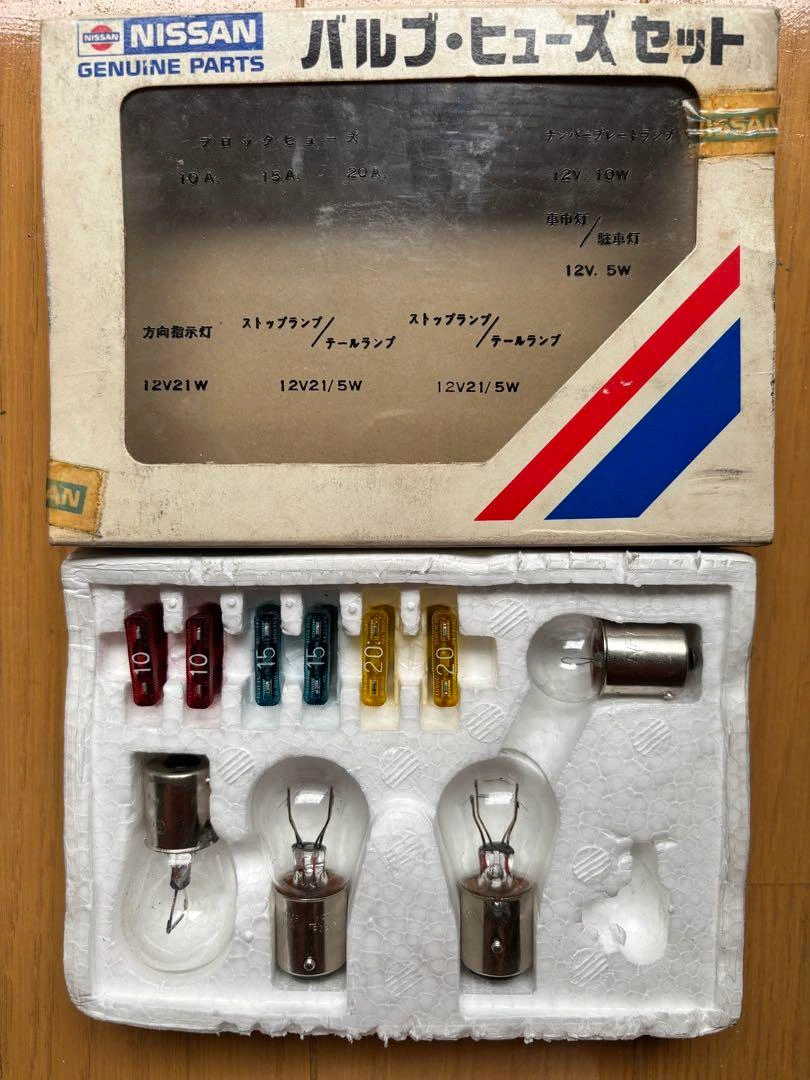 NISSAN
NISSAN
GENUINE PARTS
バルブ・ヒューズセット
ブロックヒューズ
10A, 15A, 20A,
ナンバープレートランプ
12V. 10W
車巾灯/駐車灯
12V. 5W
方向指示灯
12V21W
ストップランプ/テールランプ
12V21/5W
ストップランプ/テールランプ
12V21/5W
NISSAN
AN
10
10
15
15
20
20